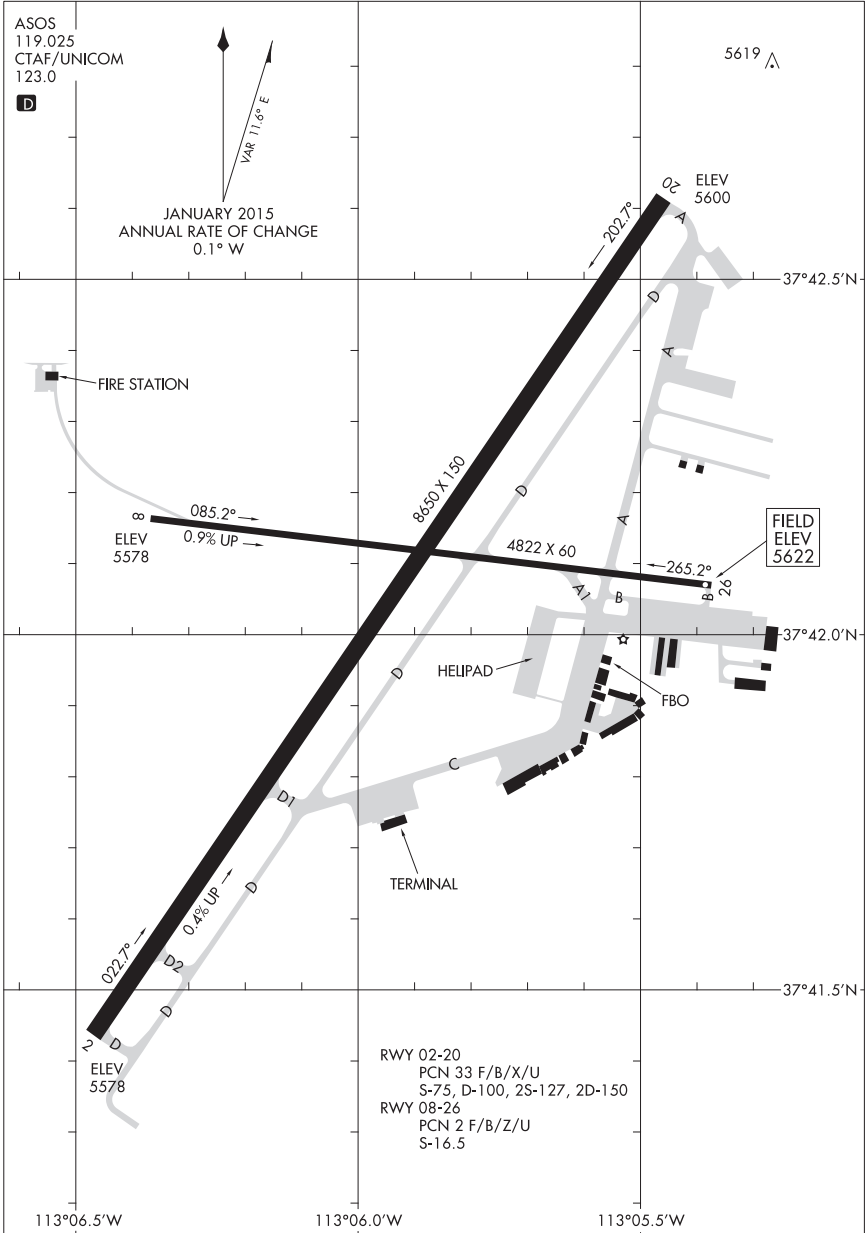 ASOS
119.025
CTAF/UNICOM
123.0
D
VAR 11.6° E
JANUARY 2015
ANNUAL RATE OF CHANGE
0.1° W
5619
20
ELEV
5600
A
202.7°
37°42.5'N
D
A
FIRE STATION
8650 X 150
D
8
085.2°
0.9% UP
ELEV
5578
A
4822 X 60
265.2°
FIELD
ELEV
5622
26
B
B
A1
37°42.0'N
HELIPAD
D
FBO
C
D1
TERMINAL
D
0.4% UP
022.7°
D2
D
37°41.5'N
2
D
ELEV
5578
RWY 02-20
PCN 33 F/B/X/U
S-75, D-100, 2S-127, 2D-150
RWY 08-26
PCN 2 F/B/Z/U
S-16.5
113°06.5'W
113°06.0'W
113°05.5'W